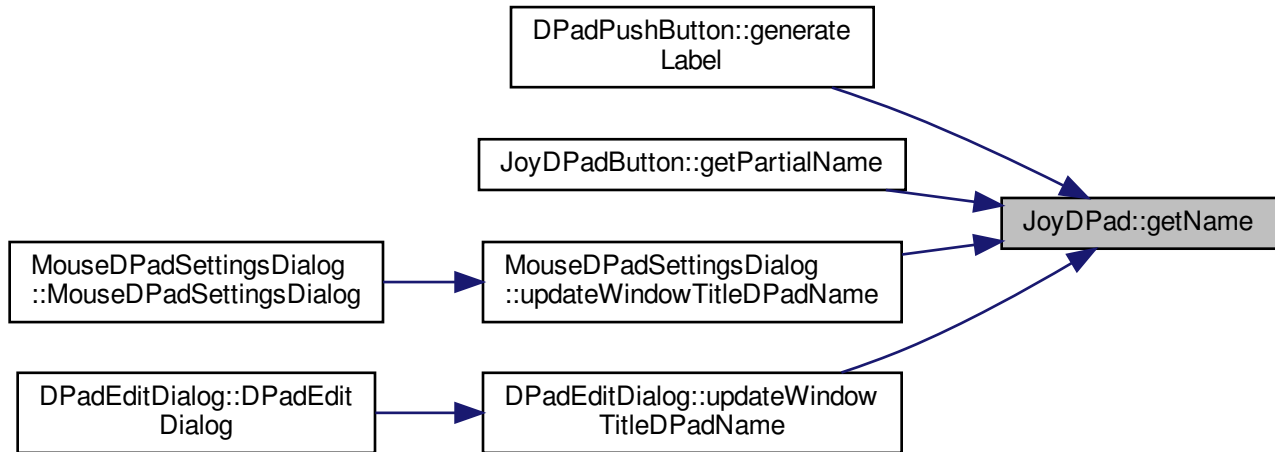 DPadPushButton::generate
Label
JoyDPadButton::getPartialName
JoyDPad::getName
MouseDPadSettingsDialog
::MouseDPadSettingsDialog
MouseDPadSettingsDialog
::updateWindowTitleDPadName
DPadEditDialog::DPadEdit
Dialog
DPadEditDialog::updateWindow
TitleDPadName